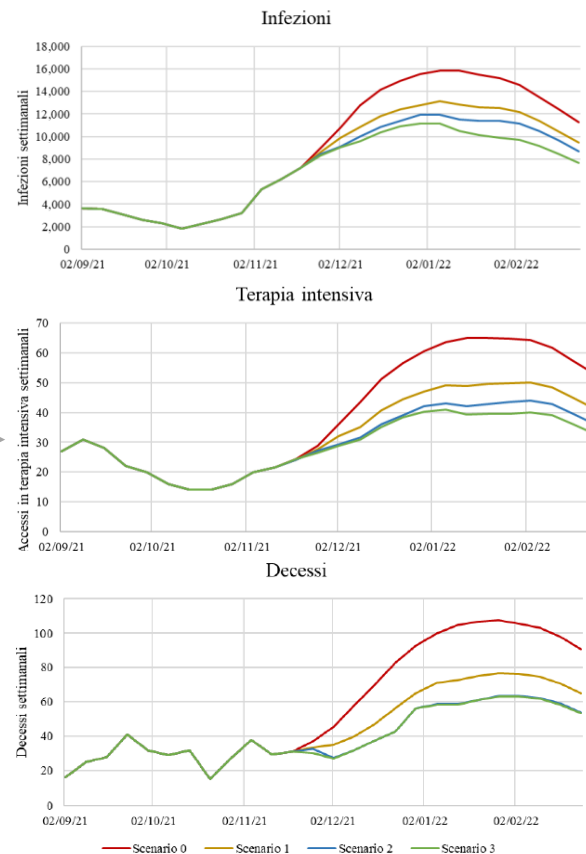 Infezioni
Infezioni settimanali
18,000
16,000
14,000
12,000
10,000
8,000
6,000
4,000
2,000
0
02/09/21 02/10/21 02/11/21 02/12/21 02/01/22 02/02/22
Terapia intensiva
Accessi in terapia intensiva settimanali
70
60
50
40
30
20
10
0
02/09/21 02/10/21 02/11/21 02/12/21 02/01/22 02/02/22
Decessi
Decessi settimanali
120
100
80
60
40
20
0
02/09/21 02/10/21 02/11/21 02/12/21 02/01/22 02/02/22
Scenario 0 Scenario 1 Scenario 2 Scenario 3